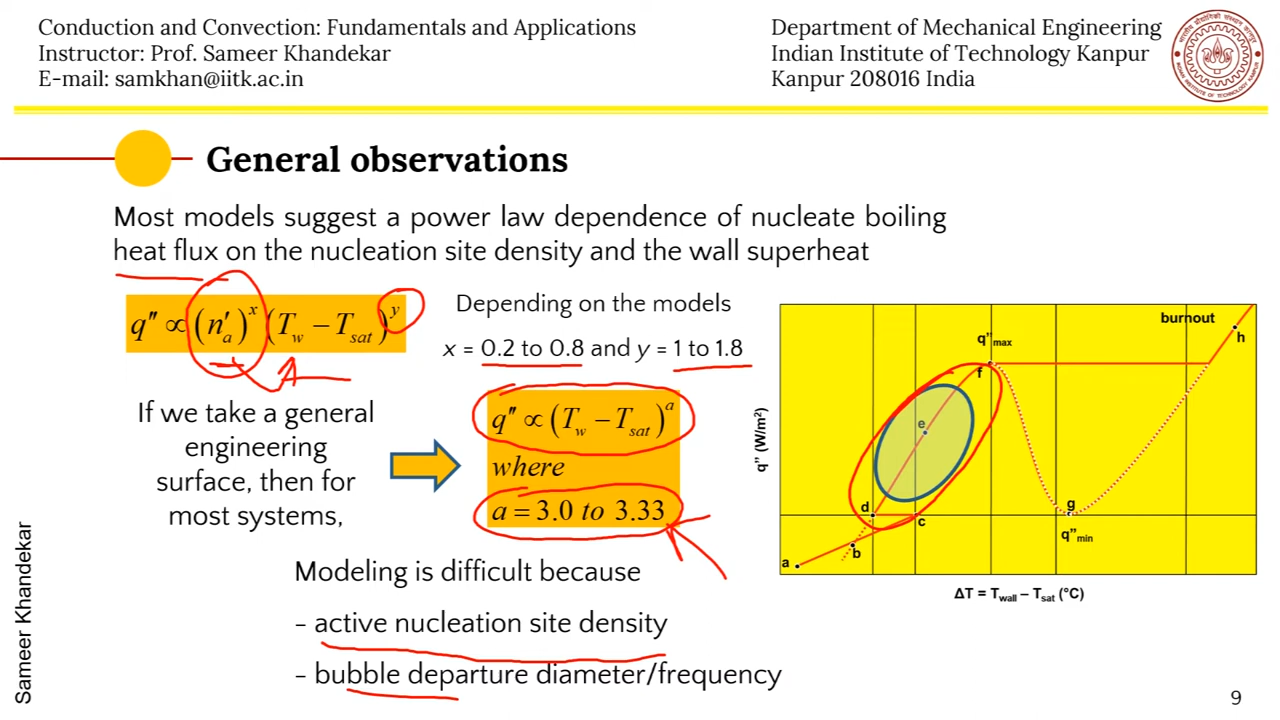 Conduction and Convection: Fundamentals and Applications
Instructor: Prof. Sameer Khandekar
E-mail: samkhan@iitk.ac.in
Department of Mechanical Engineering
Indian Institute of Technology Kanpur
Kanpur 208016 India
General observations
Most models suggest a power law dependence of nucleate boiling
heat flux on the nucleation site density and the wall superheat
q″ ∝ (n′ₐ)ˣ (T_w − T_sat)ʸ
Depending on the models
x = 0.2 to 0.8 and y = 1 to 1.8
If we take a general
engineering
surface, then for
most systems,
q″ ∝ (T_w − T_sat)ᵃ
where
a = 3.0 to 3.33
Modeling is difficult because
- active nucleation site density
- bubble departure diameter/frequency
burnout
h
q"max
f
e
d
c
g
b
q"min
a
q" (W/m²)
ΔT = Twall – Tsat (°C)
Sameer Khandekar
9